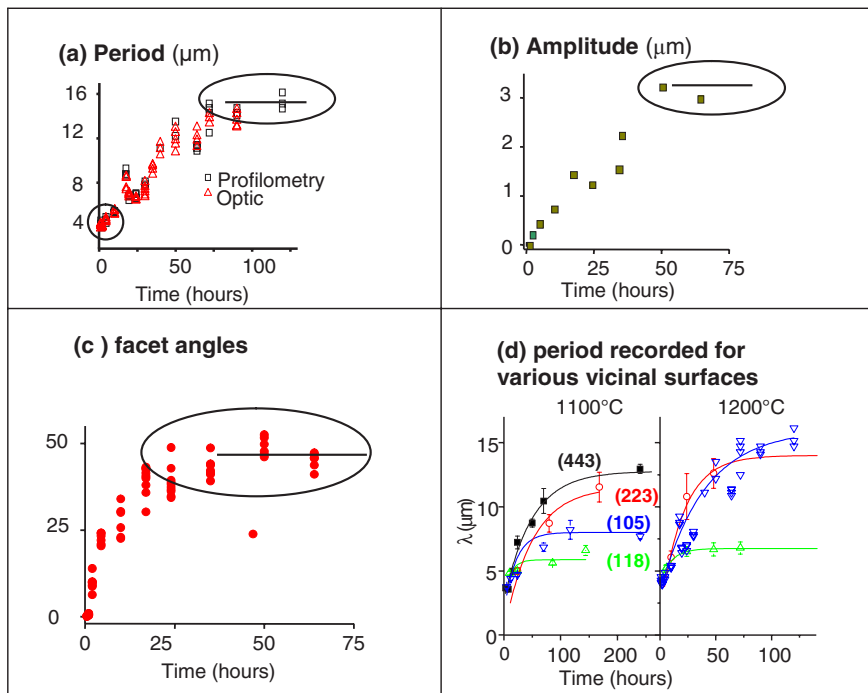 (a) Period (µm)
16
12
8
4
Profilometry
Optic
0 50 100
Time (hours)
(b) Amplitude (µm)
3
2
1
0
0 25 50 75
Time (hours)
(c ) facet angles
50
25
0
0 25 50 75
Time (hours)
(d) period recorded for
various vicinal surfaces
1100°C 1200°C
15
10
5
0
λ (µm)
(443)
(223)
(105)
(118)
0 100 200 0 50 100
Time (hours)